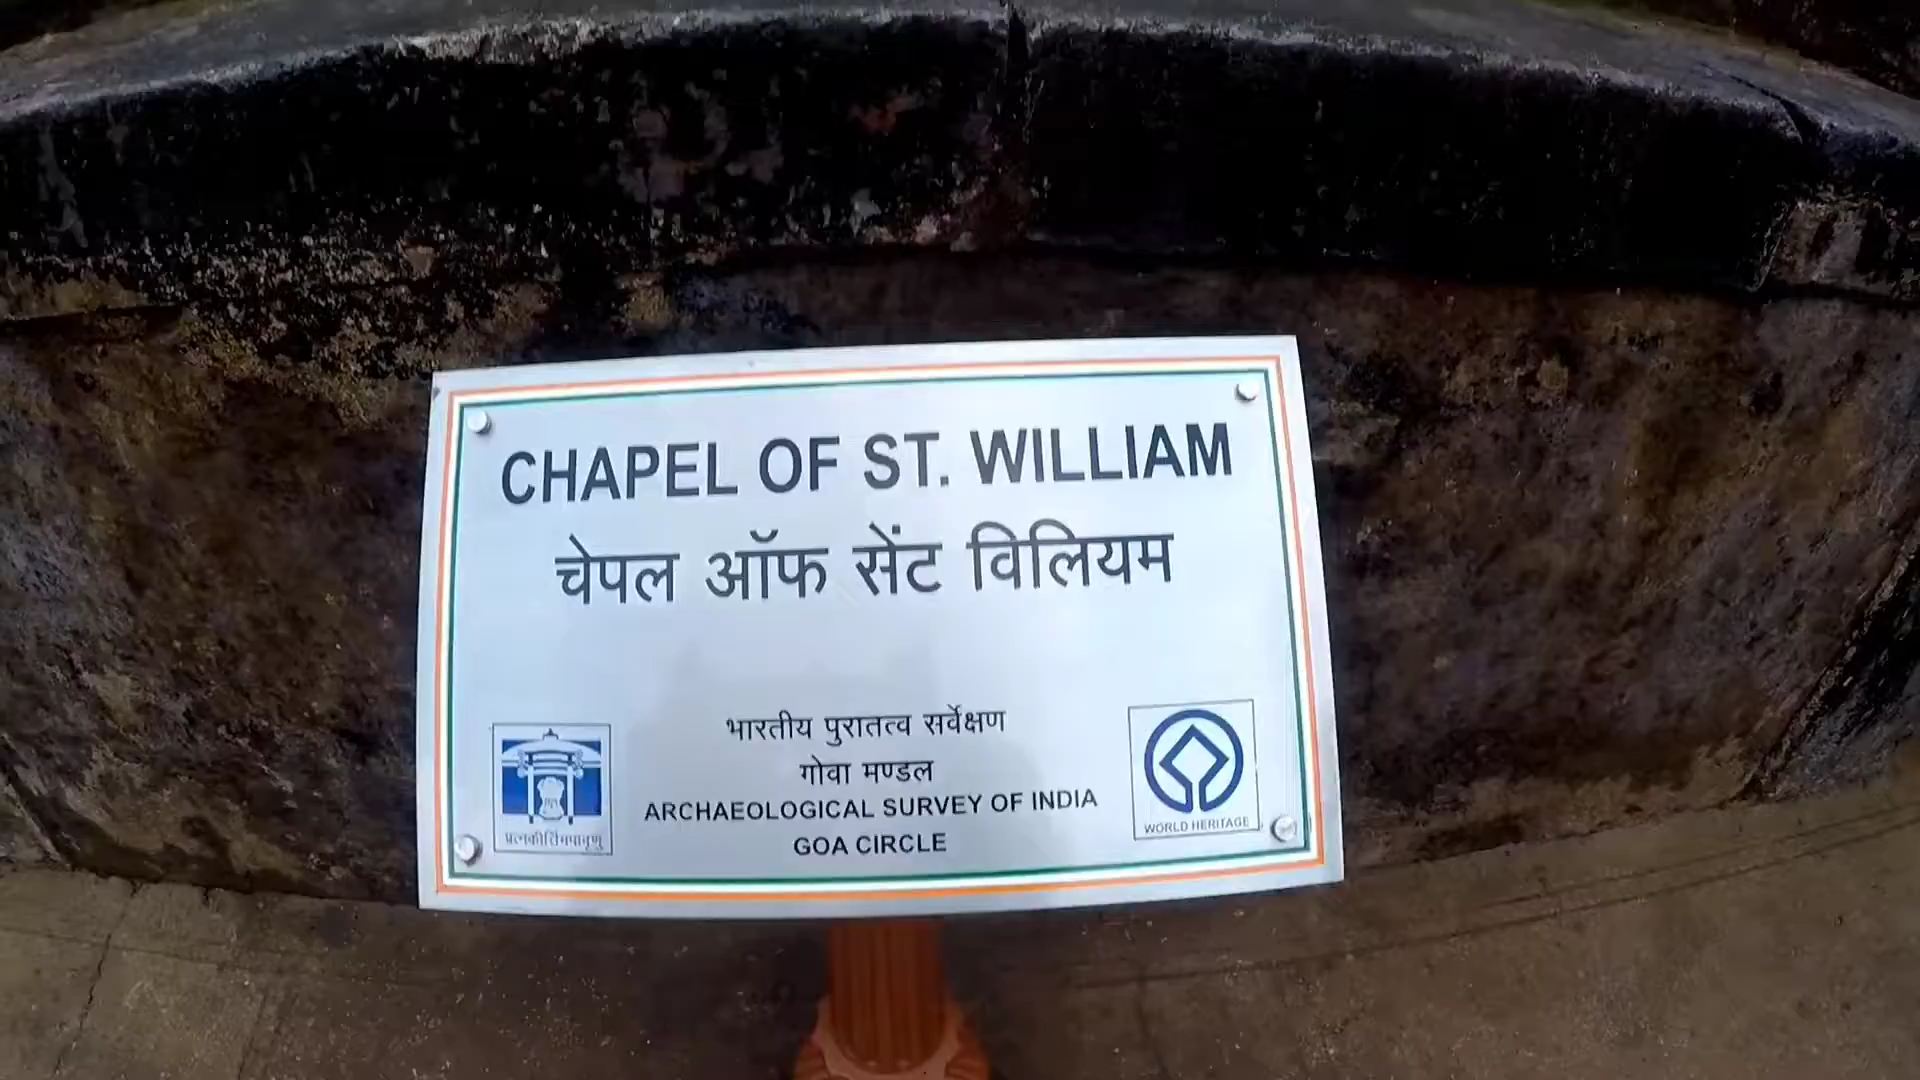 CHAPEL OF ST. WILLIAM
चेपल ऑफ सेंट विलियम
भारतीय पुरातत्व सर्वेक्षण
गोवा मण्डल
ARCHAEOLOGICAL SURVEY OF INDIA
GOA CIRCLE
WORLD HERITAGE